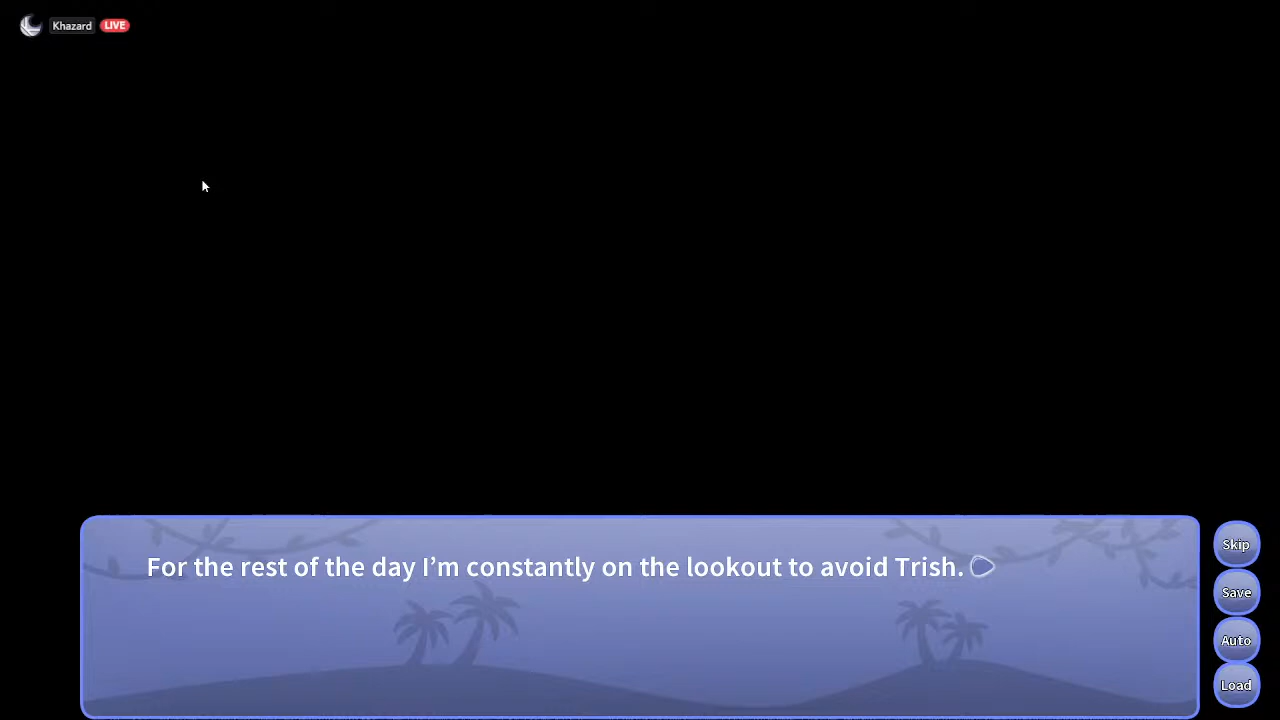 Khazard LIVE
For the rest of the day I’m constantly on the lookout to avoid Trish.
Skip
Save
Auto
Load